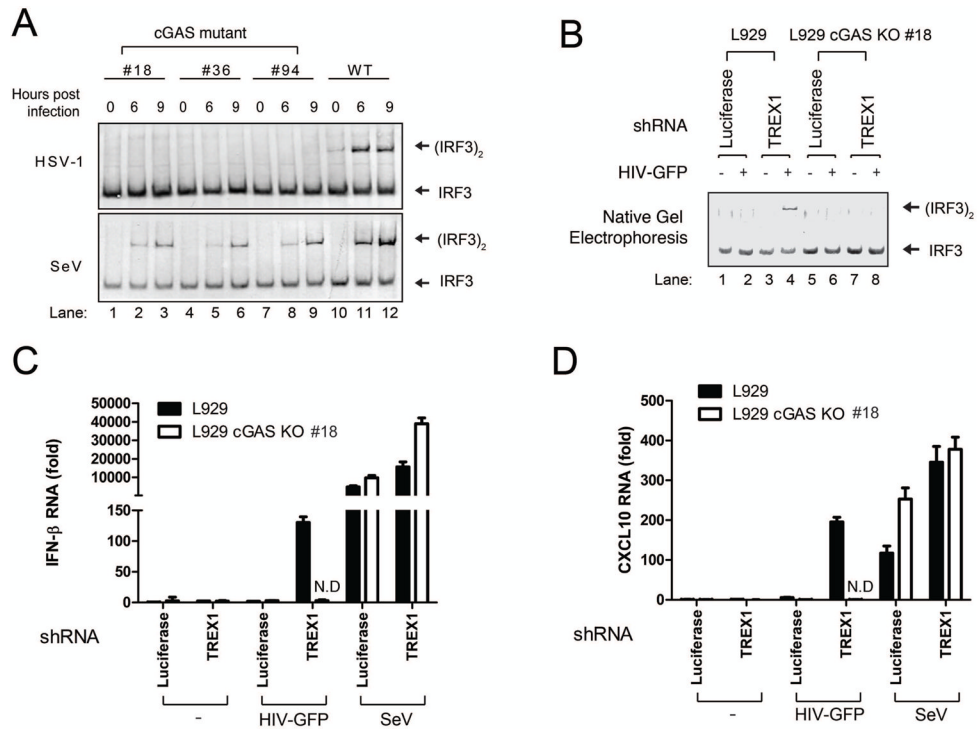 A
cGAS mutant
#18 #36 #94 WT
Hours post infection
0 6 9 0 6 9 0 6 9 0 6 9
HSV-1
(IRF3)2
IRF3
SeV
(IRF3)2
IRF3
Lane: 1 2 3 4 5 6 7 8 9 10 11 12
B
L929 L929 cGAS KO #18
shRNA
Luciferase TREX1 Luciferase TREX1
HIV-GFP - + - + - + - +
Native Gel
Electrophoresis
(IRF3)2
IRF3
Lane: 1 2 3 4 5 6 7 8
C
L929
L929 cGAS KO #18
IFN-β RNA (fold)
50000
40000
30000
20000
10000
150
100
50
0
N.D
shRNA
Luciferase TREX1 Luciferase TREX1 Luciferase TREX1
- HIV-GFP SeV
D
L929
L929 cGAS KO #18
CXCL10 RNA (fold)
500
400
300
200
100
0
N.D
shRNA
Luciferase TREX1 Luciferase TREX1 Luciferase TREX1
- HIV-GFP SeV